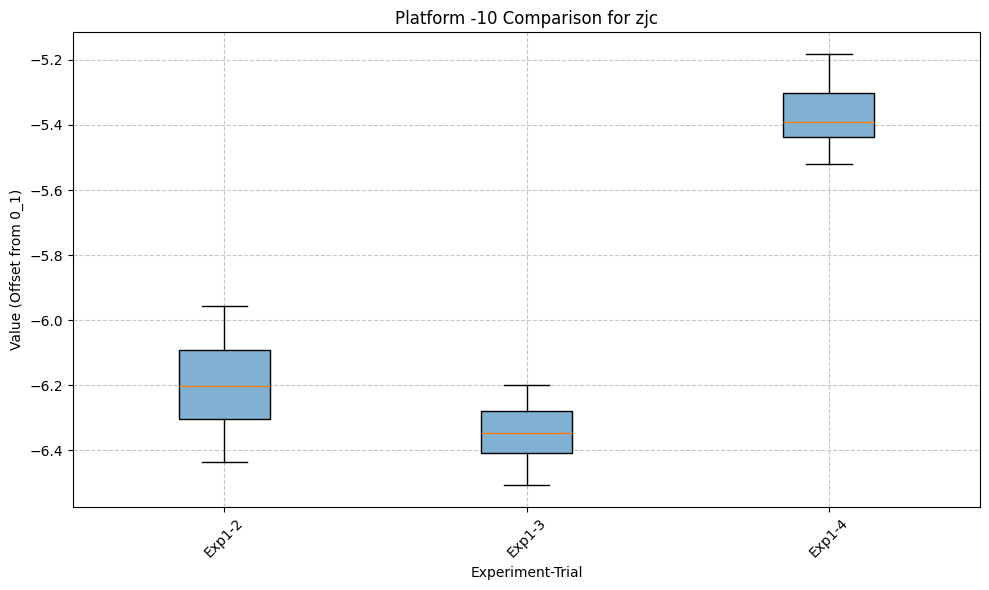 Platform -10 Comparison for zjc
Value (Offset from 0_1)
−5.2
−5.4
−5.6
−5.8
−6.0
−6.2
−6.4
Exp1-2
Exp1-3
Exp1-4
Experiment-Trial